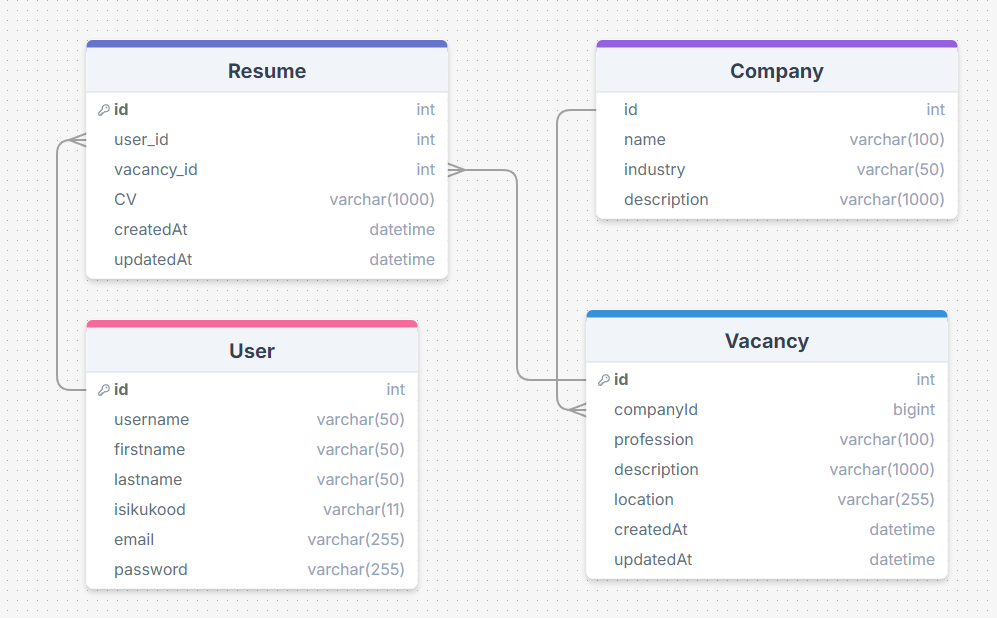 Resume
id int
user_id int
vacancy_id int
CV varchar(1000)
createdAt datetime
updatedAt datetime
Company
id int
name varchar(100)
industry varchar(50)
description varchar(1000)
User
id int
username varchar(50)
firstname varchar(50)
lastname varchar(50)
isikukood varchar(11)
email varchar(255)
password varchar(255)
Vacancy
id int
companyId bigint
profession varchar(100)
description varchar(1000)
location varchar(255)
createdAt datetime
updatedAt datetime